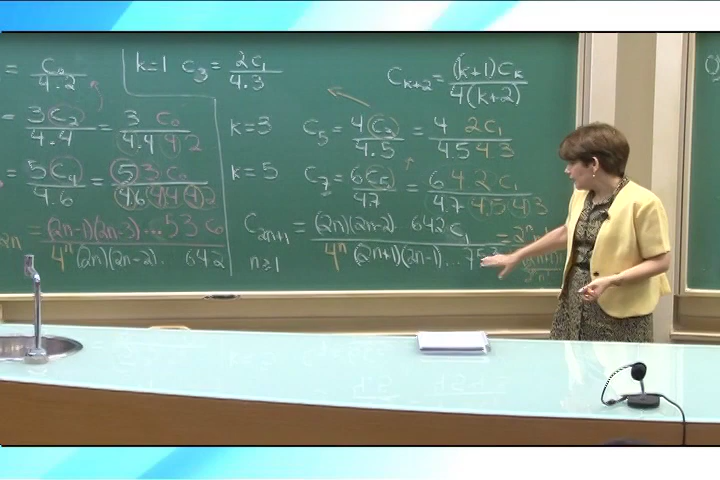 = C₂/4·2
k=1 C₃ = 2C₁/4·3
C_{k+2} = (k+1)C_k/4(k+2)
= 3C₂/4·4 = 3 C₀/4·4 4·2
k=3 C₅ = 4C₃/4·5 = 4 2C₁/4·5 4·3
= 5C₄/4·6 = 5 3 C₀/4·6 4·4 4·2
k=5 C₇ = 6C₅/4·7 = 6 4 2 C₁/4·7 4·5 4·3
2n = (2n-1)(2n-3)...5 3 C₀/4ⁿ (2n)(2n-2)... 6 4 2
C_{2n+1} = (2n)(2n-2) 6 4 2 C₁/4ⁿ (2n+1)(2n-1)...7 5 = 2ⁿ
n≥1